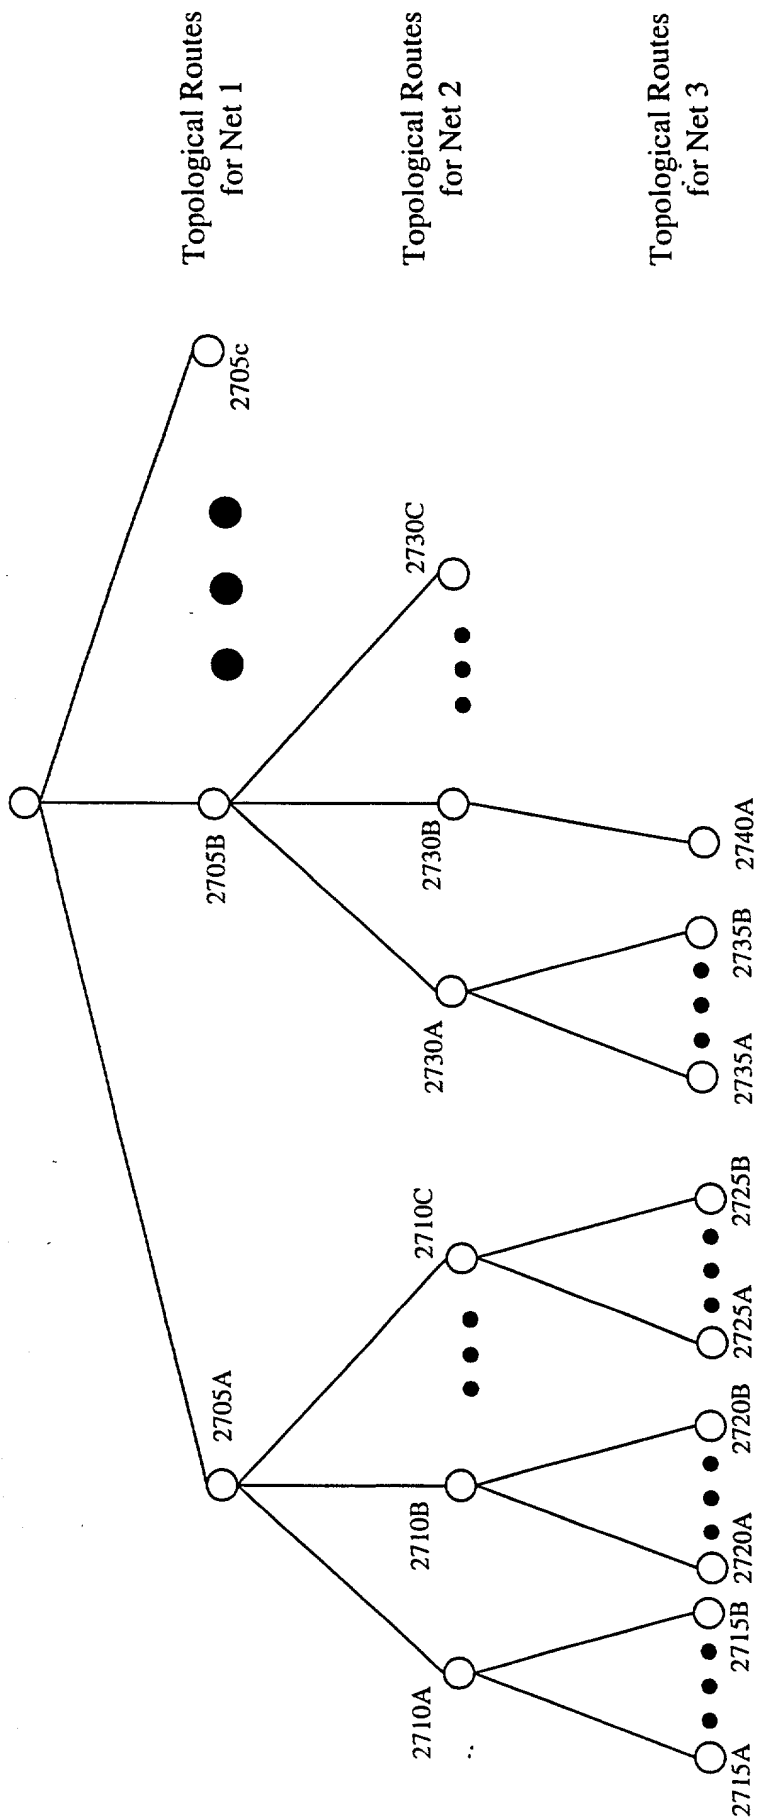 Topological Routes
for Net 1
Topological Routes
for Net 2
Topological Routes
for Net 3
2705A
2705B
2705c
2710A
2710B
2710C
2730A
2730B
2730C
2715A
2715B
2720A
2720B
2725A
2725B
2735A
2735B
2740A